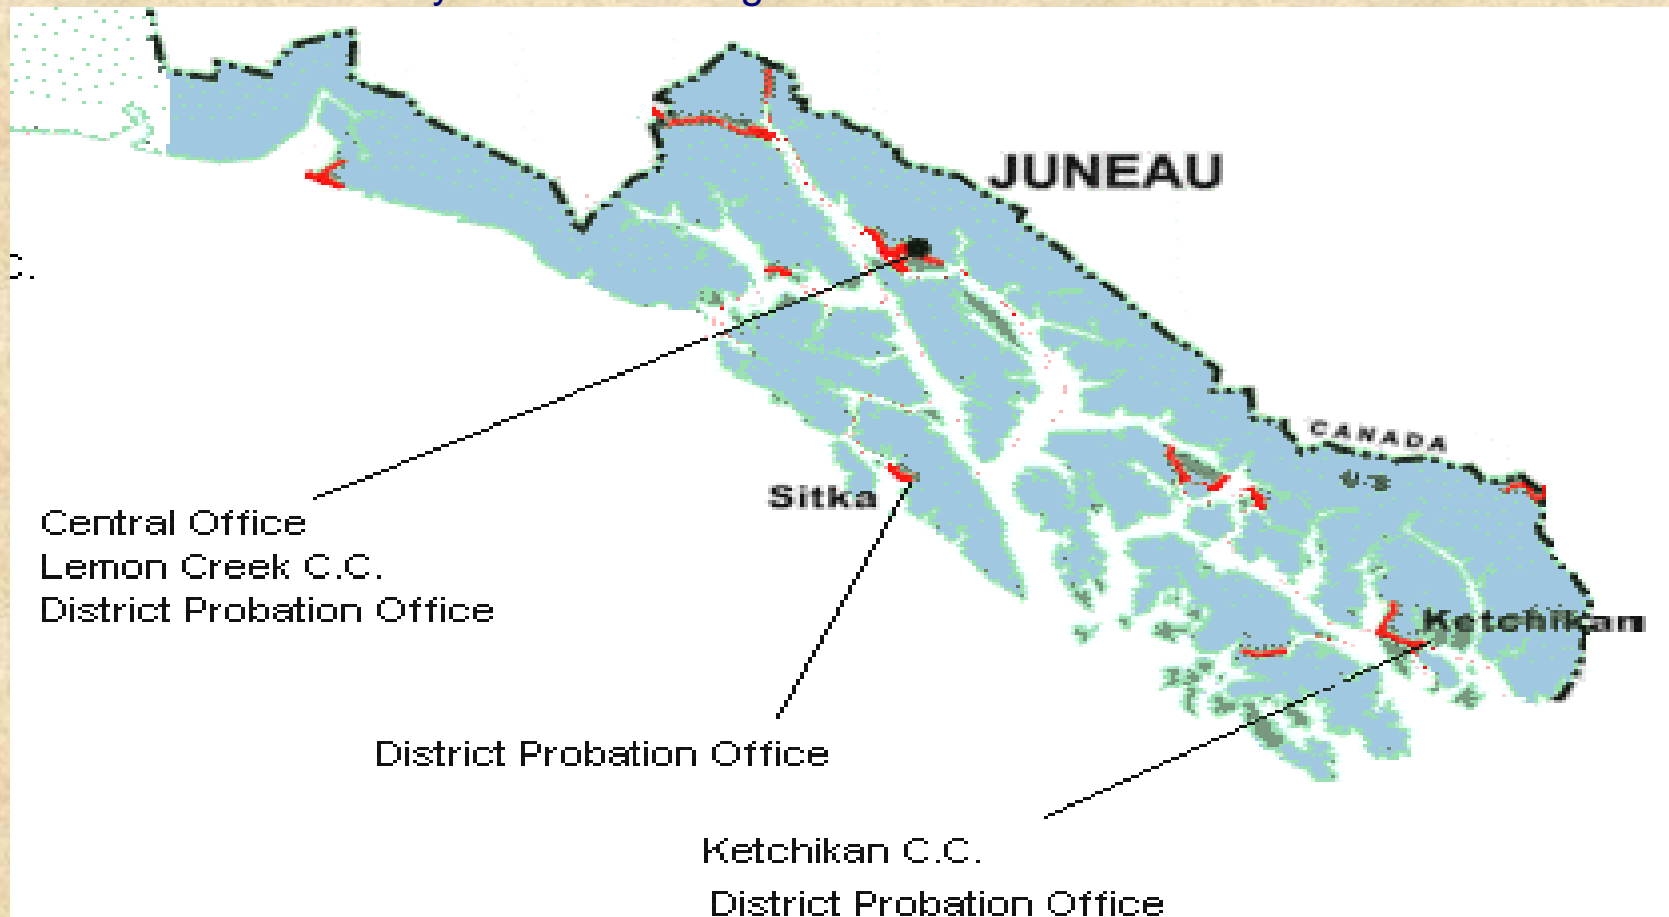 JUNEAU
CANADA
U S
Sitka
Ketchikan
Central Office
Lemon Creek C.C.
District Probation Office
District Probation Office
Ketchikan C.C.
District Probation Office